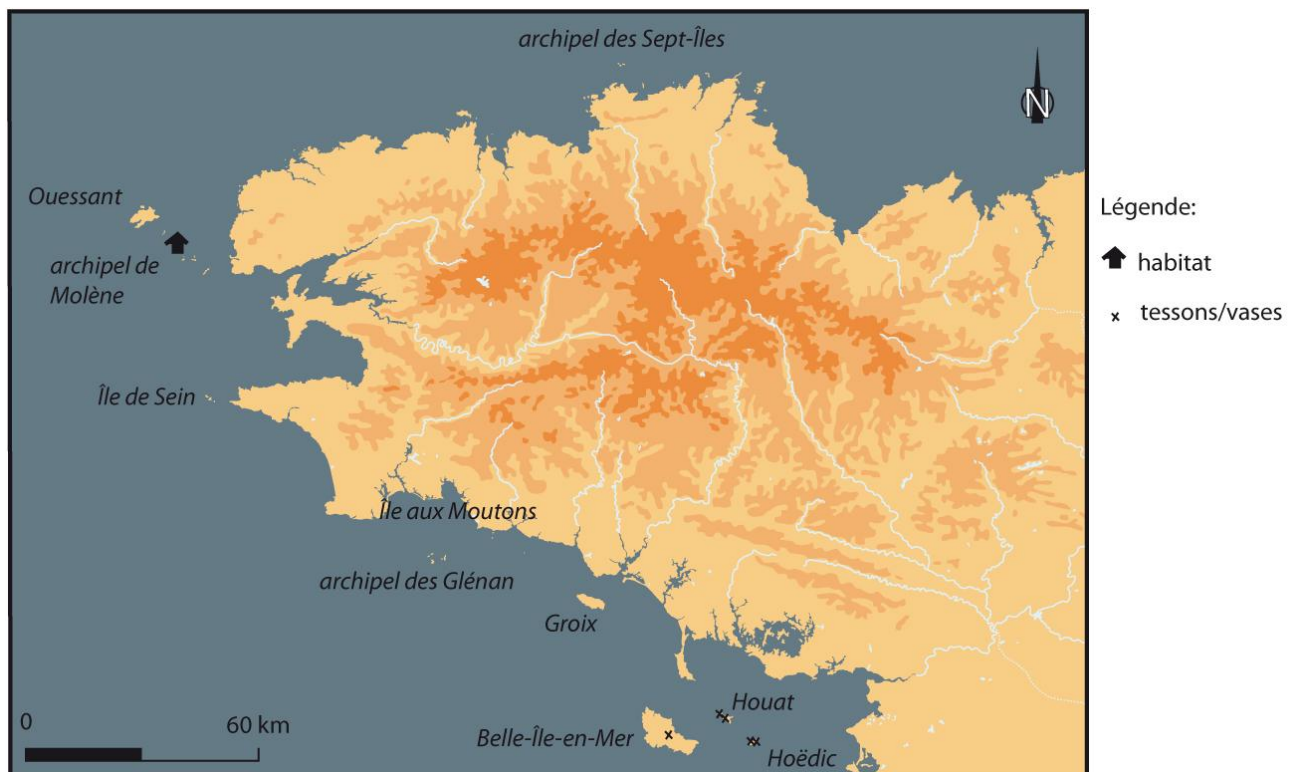 archipel des Sept-Îles
N
Ouessant
archipel de
Molène
Île de Sein
Île aux Moutons
archipel des Glénan
Groix
Houat
Belle-Île-en-Mer
Hoëdic
0
60 km
Légende:
habitat
tessons/vases